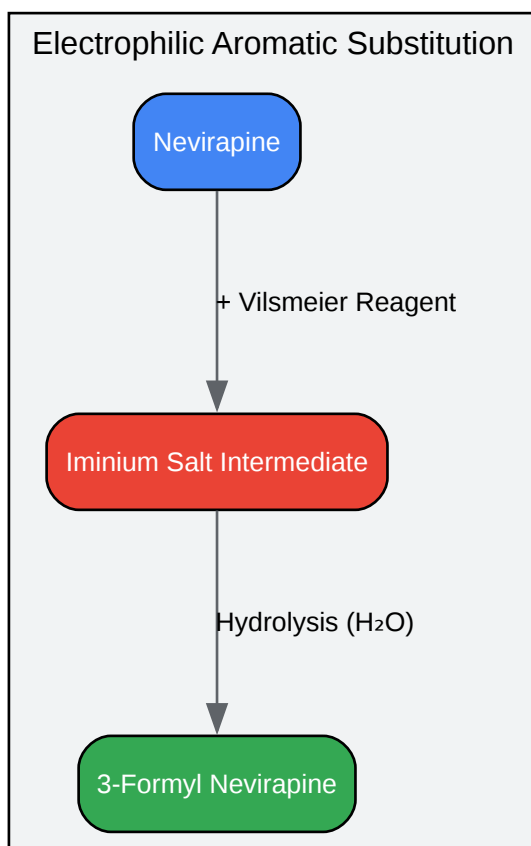 Electrophilic Aromatic Substitution
Nevirapine
+ Vilsmeier Reagent
Iminium Salt Intermediate
Hydrolysis (H₂O)
3-Formyl Nevirapine